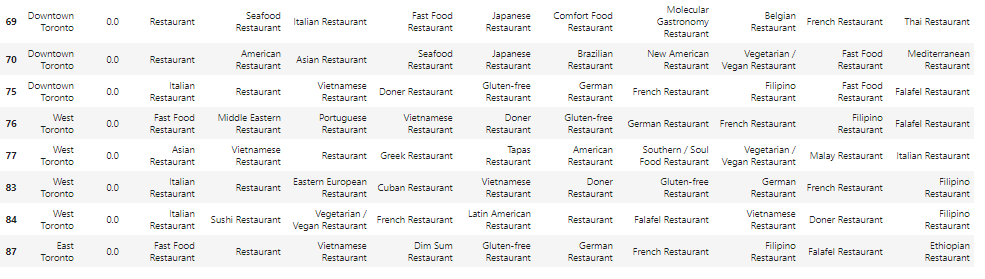 69 Downtown Toronto 0.0 Restaurant Seafood Restaurant Italian Restaurant Fast Food Restaurant Japanese Restaurant Comfort Food Restaurant Molecular Gastronomy Restaurant Belgian Restaurant French Restaurant Thai Restaurant
70 Downtown Toronto 0.0 Restaurant American Restaurant Asian Restaurant Seafood Restaurant Japanese Restaurant Brazilian Restaurant New American Restaurant Vegetarian / Vegan Restaurant Fast Food Restaurant Mediterranean Restaurant
75 Downtown Toronto 0.0 Italian Restaurant Restaurant Vietnamese Restaurant Doner Restaurant Gluten-free Restaurant German Restaurant French Restaurant Filipino Restaurant Fast Food Restaurant Falafel Restaurant
76 West Toronto 0.0 Fast Food Restaurant Middle Eastern Restaurant Portuguese Restaurant Vietnamese Restaurant Doner Restaurant Gluten-free Restaurant German Restaurant French Restaurant Filipino Restaurant Falafel Restaurant
77 West Toronto 0.0 Asian Restaurant Vietnamese Restaurant Restaurant Greek Restaurant Tapas Restaurant American Restaurant Southern / Soul Food Restaurant Vegetarian / Vegan Restaurant Malay Restaurant Italian Restaurant
83 West Toronto 0.0 Italian Restaurant Restaurant Eastern European Restaurant Cuban Restaurant Vietnamese Restaurant Doner Restaurant Gluten-free Restaurant German Restaurant French Restaurant Filipino Restaurant
84 West Toronto 0.0 Italian Restaurant Sushi Restaurant Vegetarian / Vegan Restaurant French Restaurant Latin American Restaurant Restaurant Falafel Restaurant Vietnamese Restaurant Doner Restaurant Filipino Restaurant
87 East Toronto 0.0 Fast Food Restaurant Restaurant Vietnamese Restaurant Dim Sum Restaurant Gluten-free Restaurant German Restaurant French Restaurant Filipino Restaurant Falafel Restaurant Ethiopian Restaurant